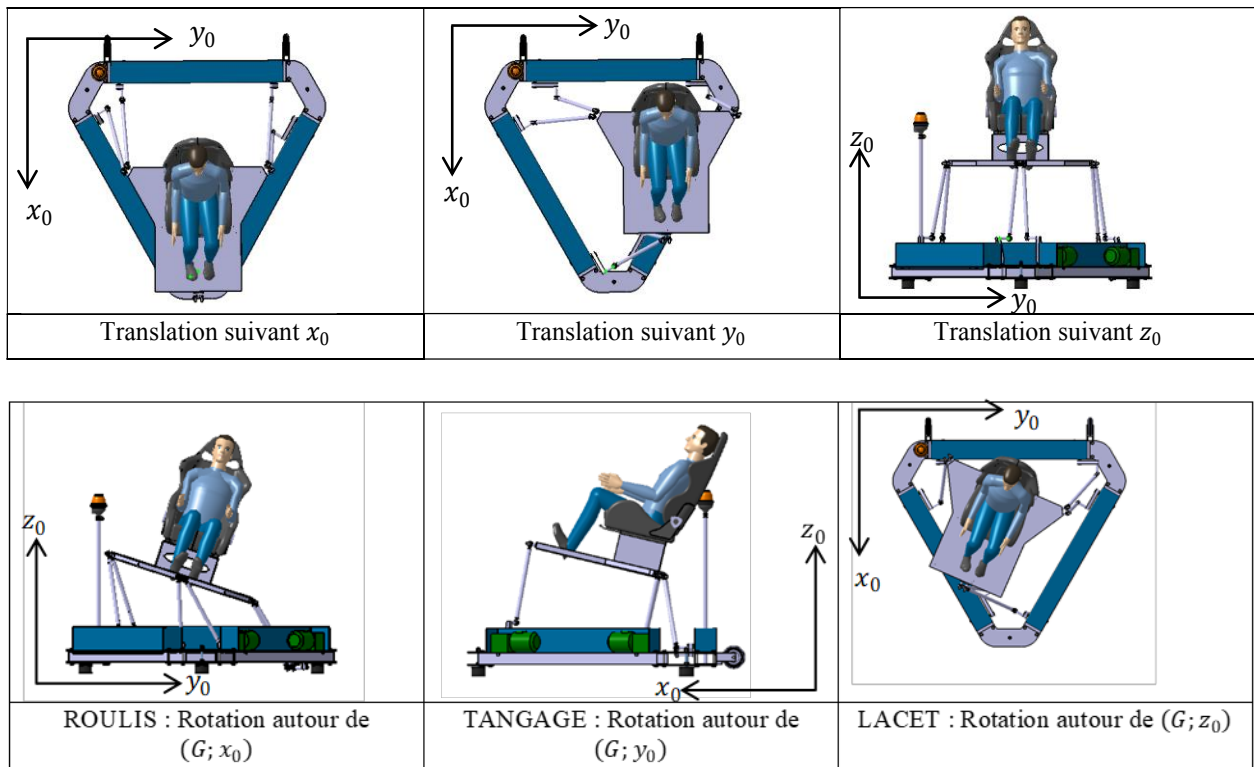 y₀
x₀
Translation suivant x₀
y₀
x₀
Translation suivant y₀
z₀
y₀
Translation suivant z₀
z₀
y₀
ROULIS : Rotation autour de
(G; x₀)
z₀
x₀
TANGAGE : Rotation autour de
(G; y₀)
y₀
x₀
LACET : Rotation autour de (G; z₀)